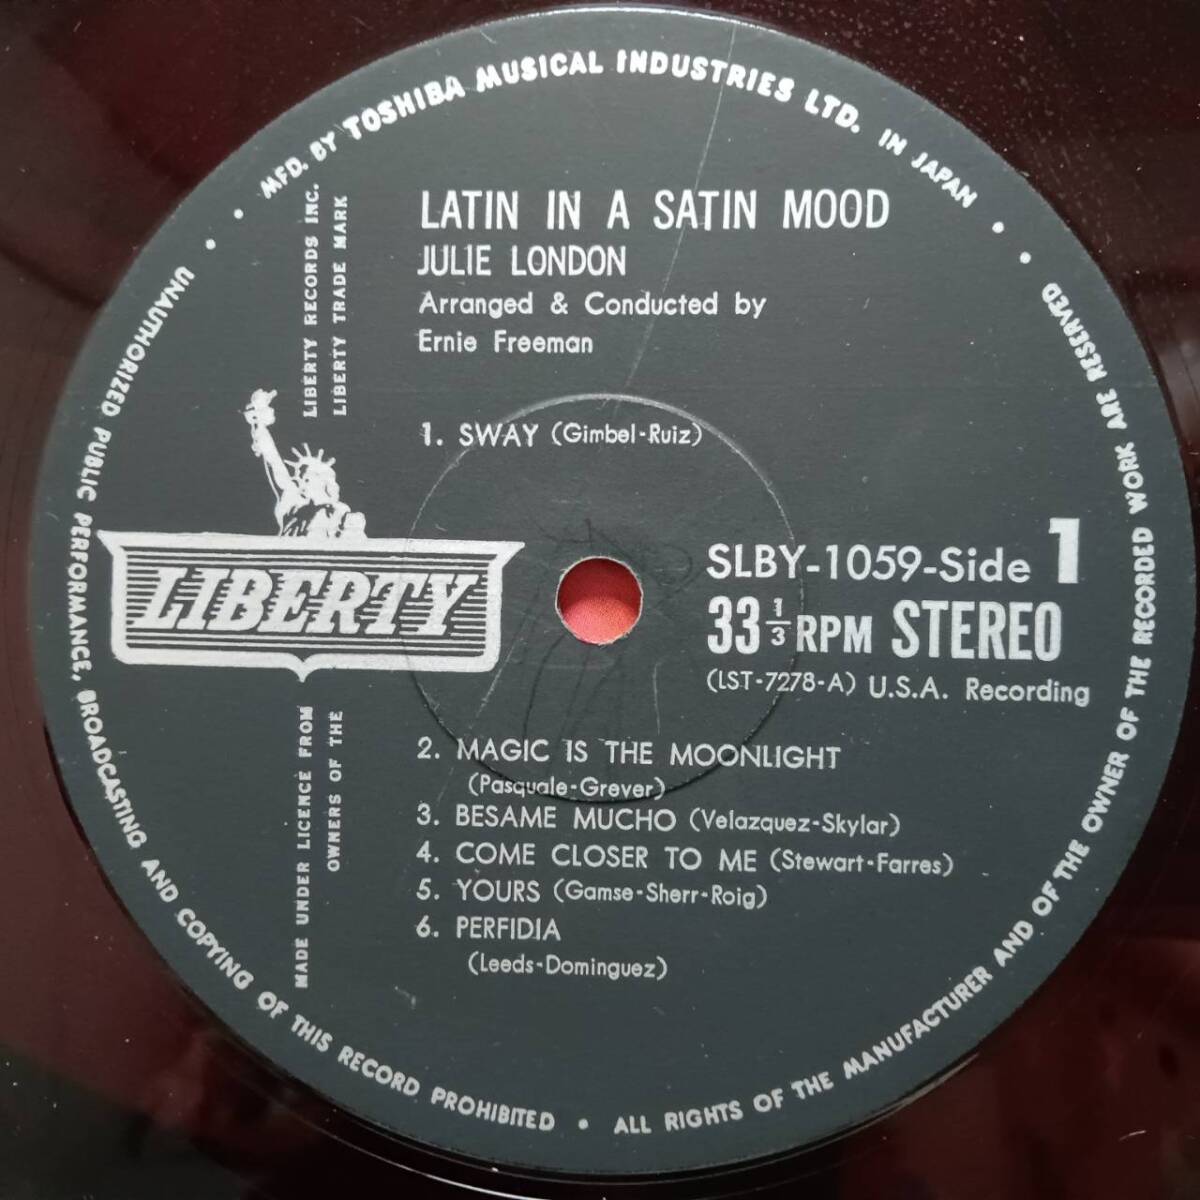 MFD. BY TOSHIBA MUSICAL INDUSTRIES LTD. IN JAPAN
LIBERTY RECORDS INC.
LIBERTY TRADE MARK
LATIN IN A SATIN MOOD
JULIE LONDON
Arranged & Conducted by
Ernie Freeman
1. SWAY (Gimbel-Ruiz)
LIBERTY
SLBY-1059-Side 1
33 1/3 RPM STEREO
(LST-7278-A) U.S.A. Recording
MADE UNDER LICENCE FROM
OWNERS OF THE
2. MAGIC IS THE MOONLIGHT
(Pasquale-Grever)
3. BESAME MUCHO (Velazquez-Skylar)
4. COME CLOSER TO ME (Stewart-Farres)
5. YOURS (Gamse-Sherr-Roig)
6. PERFIDIA
(Leeds-Dominguez)
UNAUTHORIZED PUBLIC PERFORMANCE, BROADCASTING AND COPYING OF THIS RECORD PROHIBITED • ALL RIGHTS OF THE MANUFACTURER AND OF THE OWNER OF THE RECORDED WORK ARE RESERVED